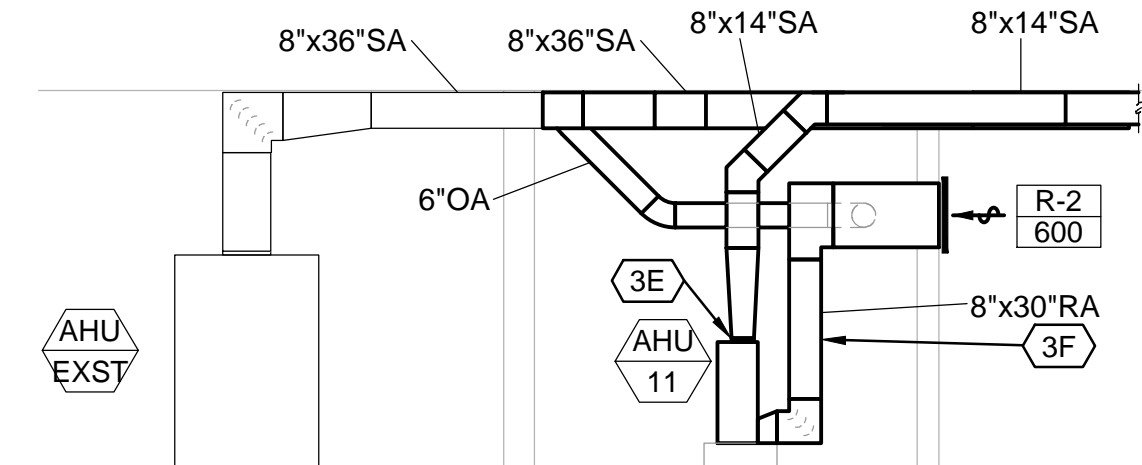 8"x36"SA
8"x36"SA
8"x14"SA
8"x14"SA
6"OA
R-2
600
3E
8"x30"RA
AHU
EXST
AHU
11
3F